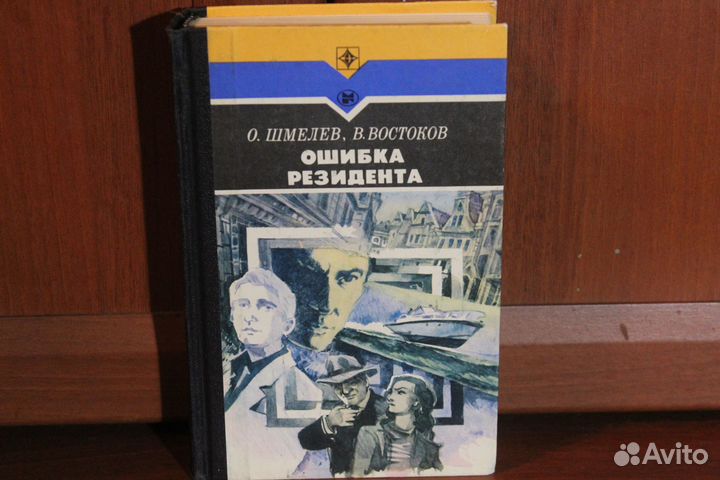 О. ШМЕЛЕВ, В. ВОСТОКОВ
ОШИБКА
РЕЗИДЕНТА
Avito